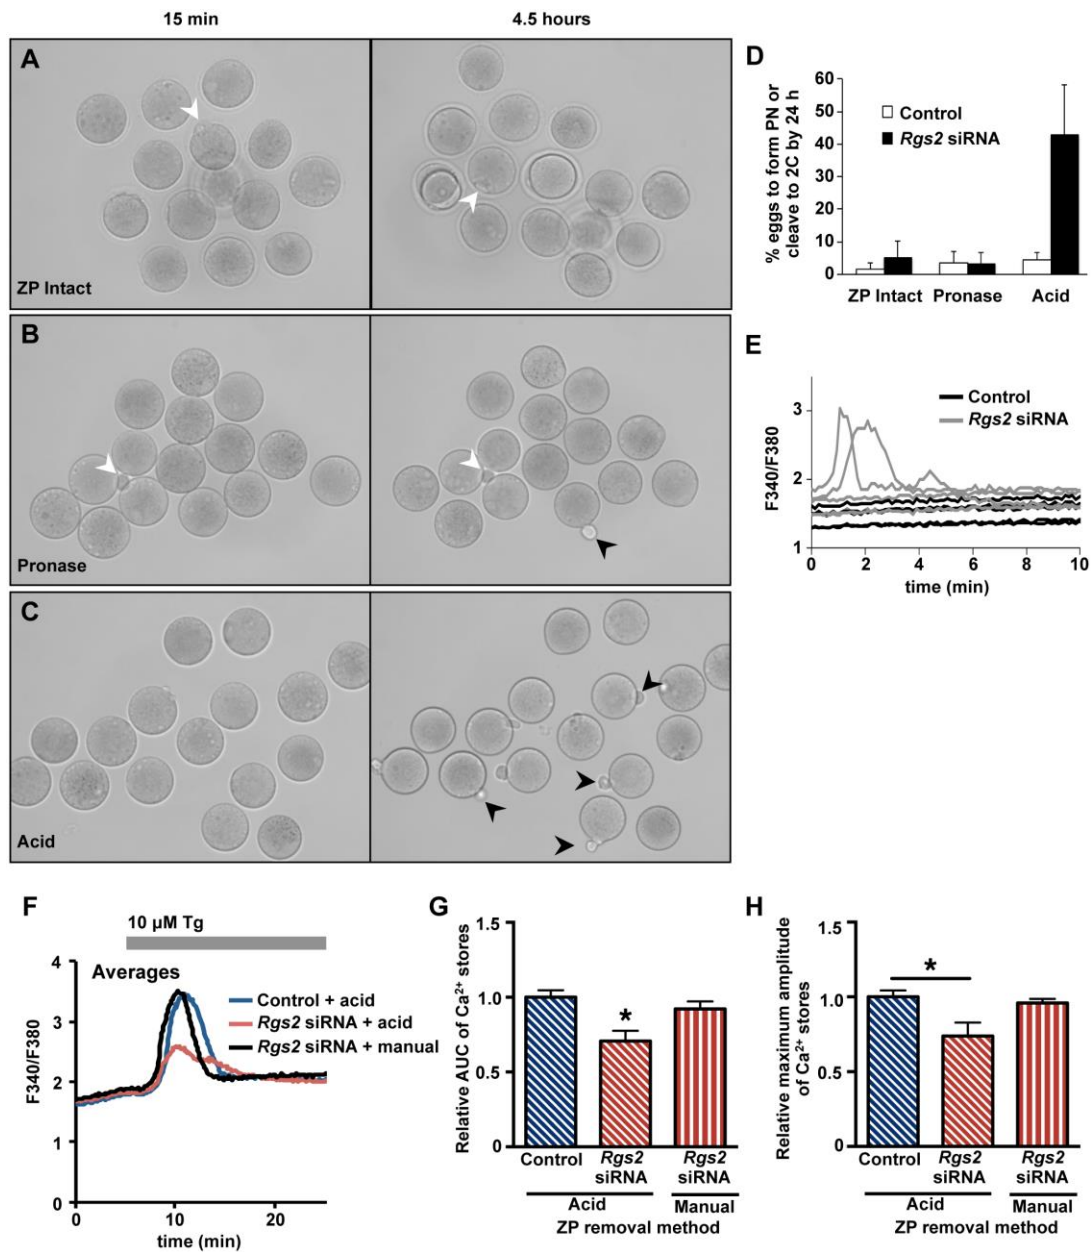 15 min
4.5 hours
A
ZP Intact
B
Pronase
C
Acid
D
% eggs to form PN or
cleave to 2C by 24 h
60
50
40
30
20
10
0
Control
Rgs2 siRNA
ZP Intact Pronase Acid
E
F340/F380
3
2
1
Control
Rgs2 siRNA
0 2 4 6 8 10
time (min)
F
10 µM Tg
Averages
F340/F380
4
3
2
1
0
Control + acid
Rgs2 siRNA + acid
Rgs2 siRNA + manual
0 10 20
time (min)
G
Relative AUC of Ca²⁺ stores
1.5
1.0
0.5
0
*
Control Rgs2 siRNA Rgs2 siRNA
Acid Manual
ZP removal method
H
Relative maximum amplitude
of Ca²⁺ stores
1.5
1.0
0.5
0
*
Control Rgs2 siRNA Rgs2 siRNA
Acid Manual
ZP removal method